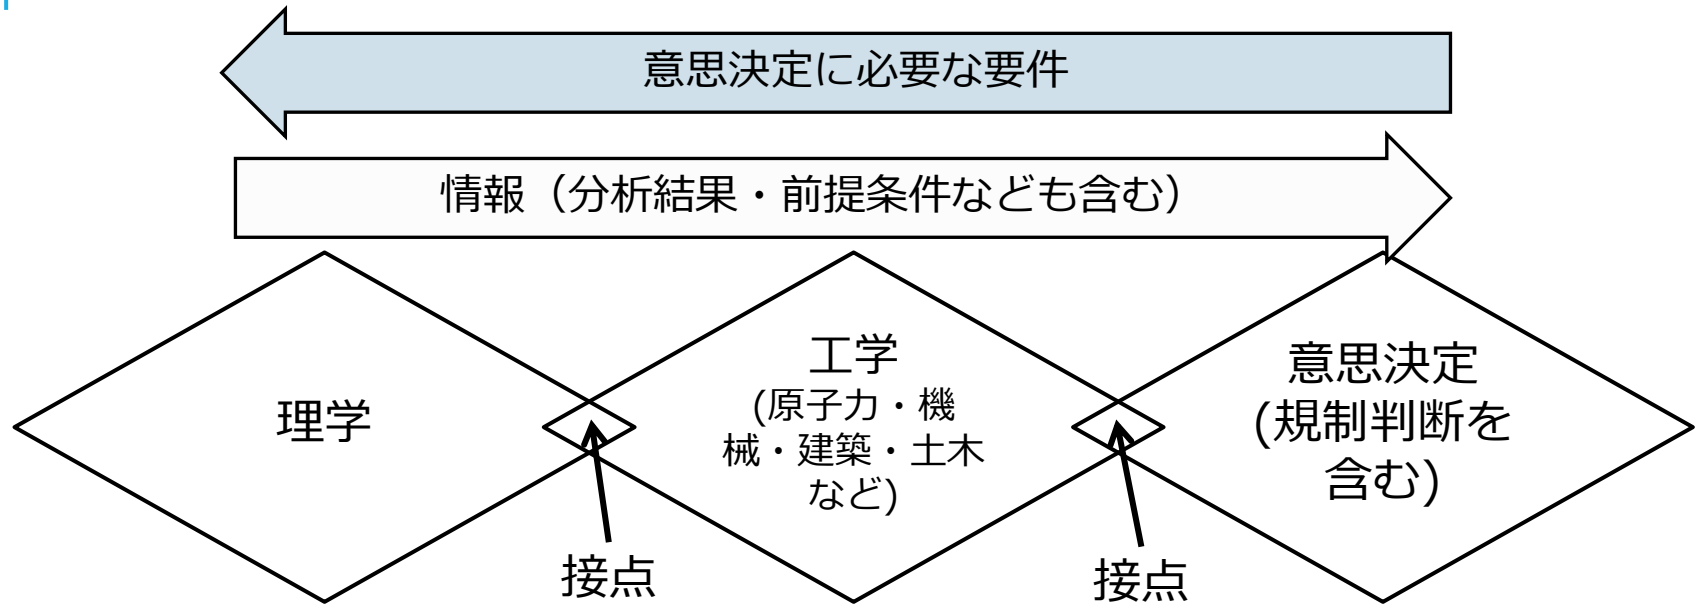 意思決定に必要な要件
情報（分析結果・前提条件なども含む）
理学
工学
(原子力・機
械・建築・土木
など)
意思決定
(規制判断を
含む)
接点
接点